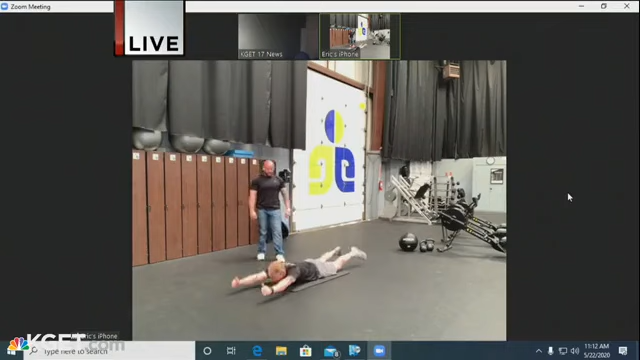 Zoom Meeting
LIVE
KGET 17 News
Eric's iPhone
Eric's iPhone
KGET.com
Type here to search
11:12 AM
5/22/2020